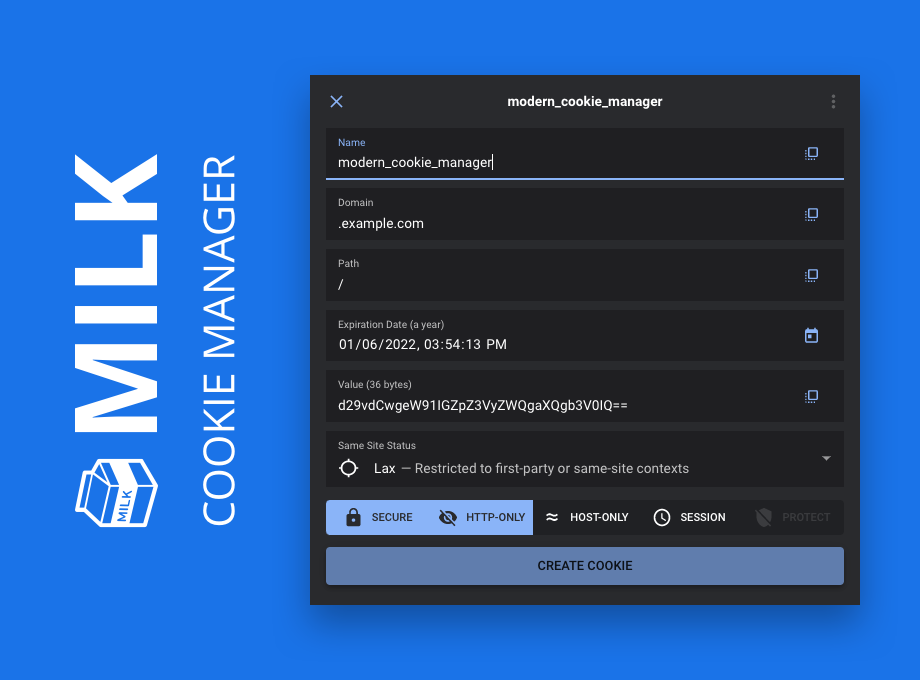 MILK
COOKIE MANAGER
MILK
modern_cookie_manager
Name
modern_cookie_manager
Domain
.example.com
Path
/
Expiration Date (a year)
01/06/2022, 03:54:13 PM
Value (36 bytes)
d29vdCwgeW91IGZpZ3VyZWQgaXQgb3V0IQ==
Same Site Status
Lax — Restricted to first-party or same-site contexts
SECURE HTTP-ONLY HOST-ONLY SESSION PROTECT
CREATE COOKIE